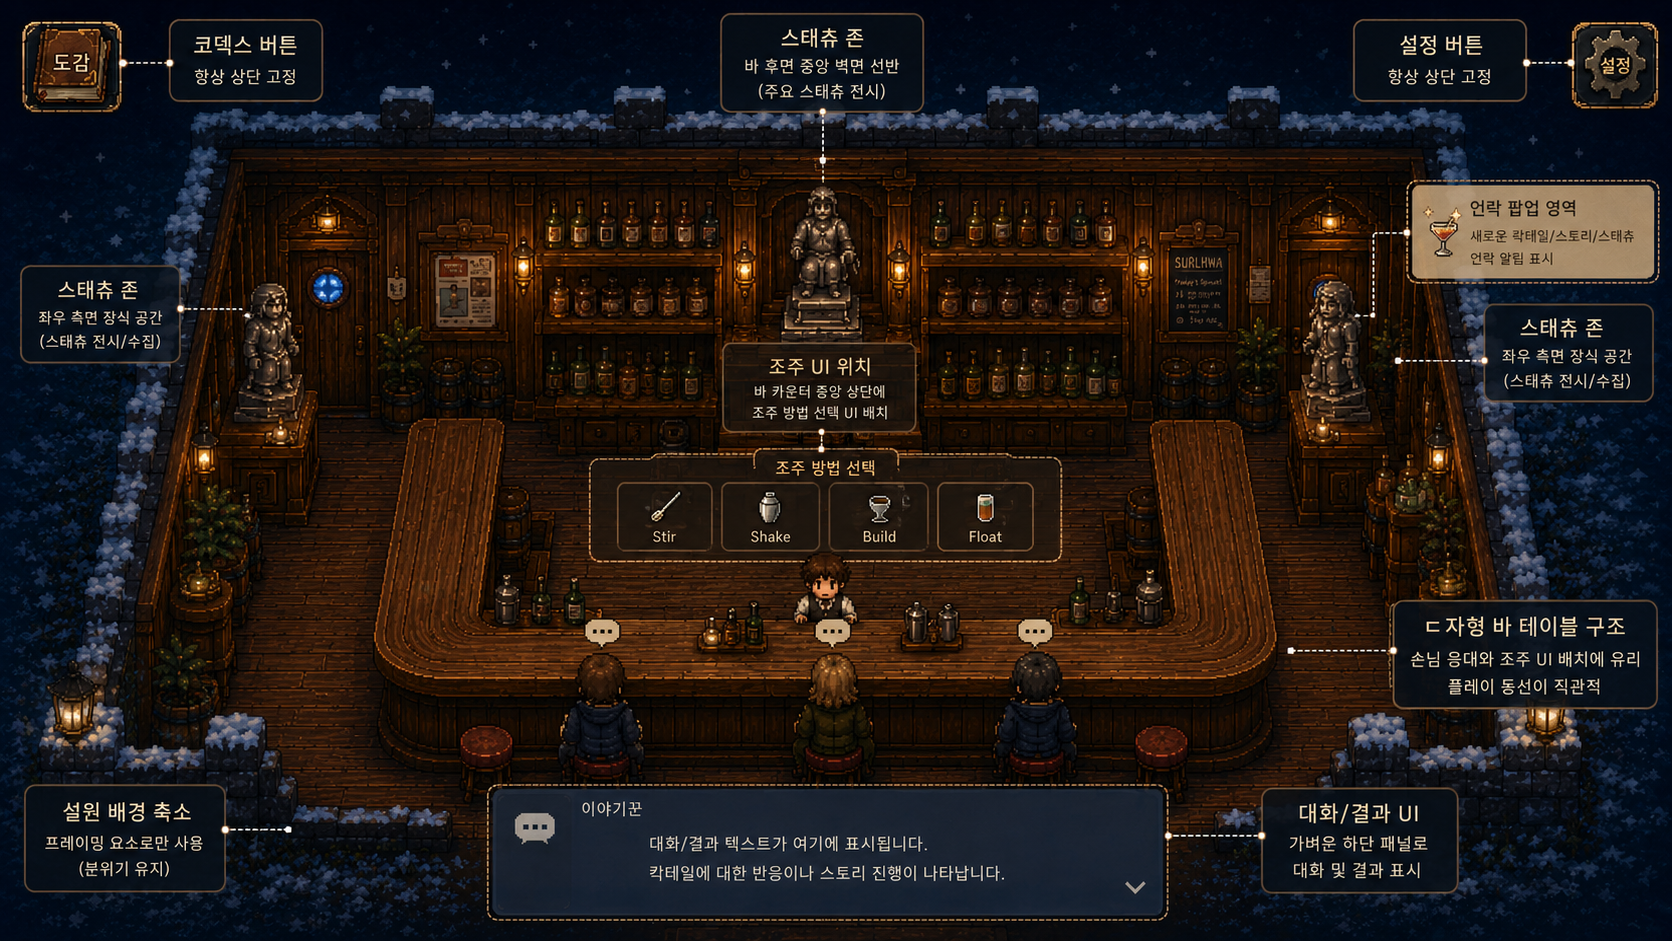 도감
코덱스 버튼
항상 상단 고정
스태츄 존
바 후면 중앙 벽면 선반
(주요 스태츄 전시)
설정 버튼
항상 상단 고정
설정
언락 팝업 영역
새로운 락테일/스토리/스태츄
언락 알림 표시
스태츄 존
좌우 측면 장식 공간
(스태츄 전시/수집)
SURLHWA
스태츄 존
좌우 측면 장식 공간
(스태츄 전시/수집)
조주 UI 위치
바 카운터 중앙 상단에
조주 방법 선택 UI 배치
조주 방법 선택
Stir
Shake
Build
Float
ㄷ자형 바 테이블 구조
손님 응대와 조주 UI 배치에 유리
플레이 동선이 직관적
설원 배경 축소
프레이밍 요소로만 사용
(분위기 유지)
이야기꾼
대화/결과 텍스트가 여기에 표시됩니다.
칵테일에 대한 반응이나 스토리 진행이 나타납니다.
대화/결과 UI
가벼운 하단 패널로
대화 및 결과 표시